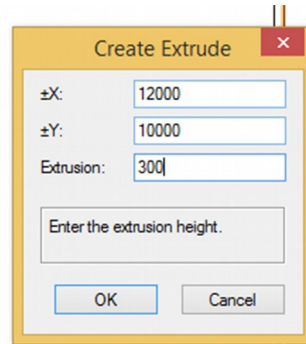 Create Extrude
±X: 12000
±Y: 10000
Extrusion: 300
Enter the extrusion height.
OK Cancel